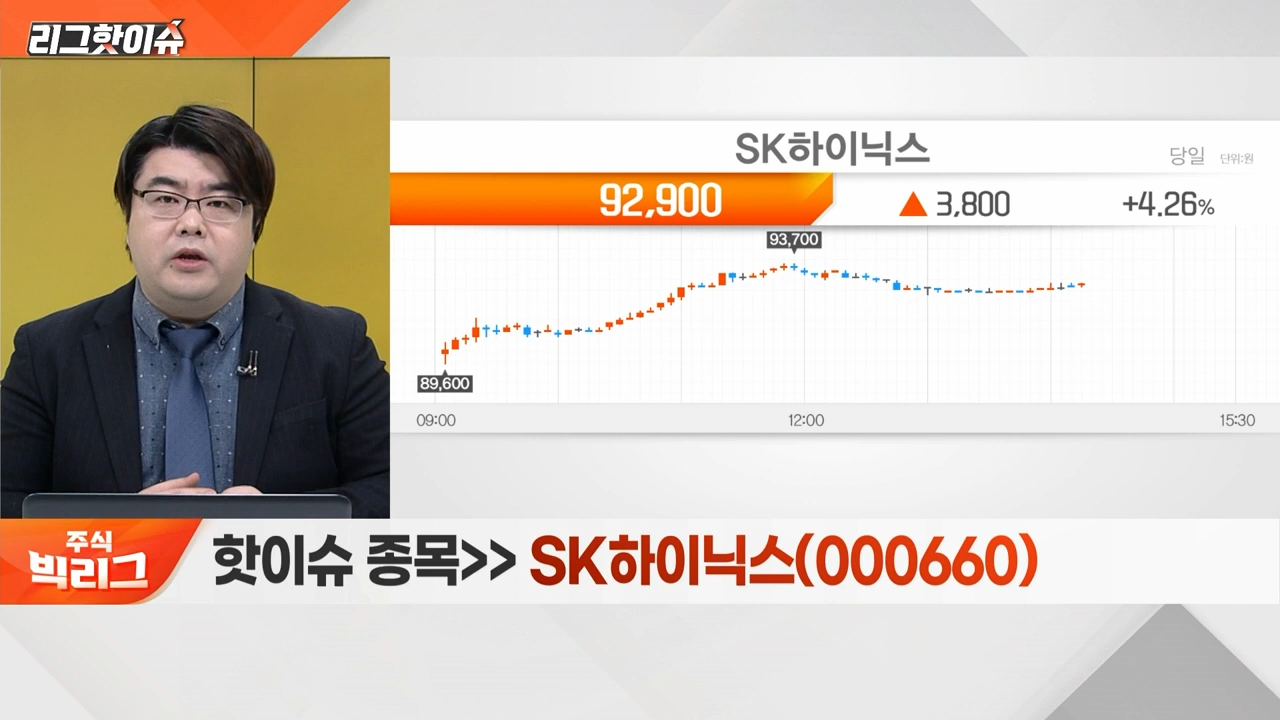 리그핫이슈
SK하이닉스
당일 단위:원
92,900 ▲ 3,800 +4.26%
93,700
89,600
09:00 12:00 15:30
주식
빅리그
핫이슈 종목>> SK하이닉스(000660)